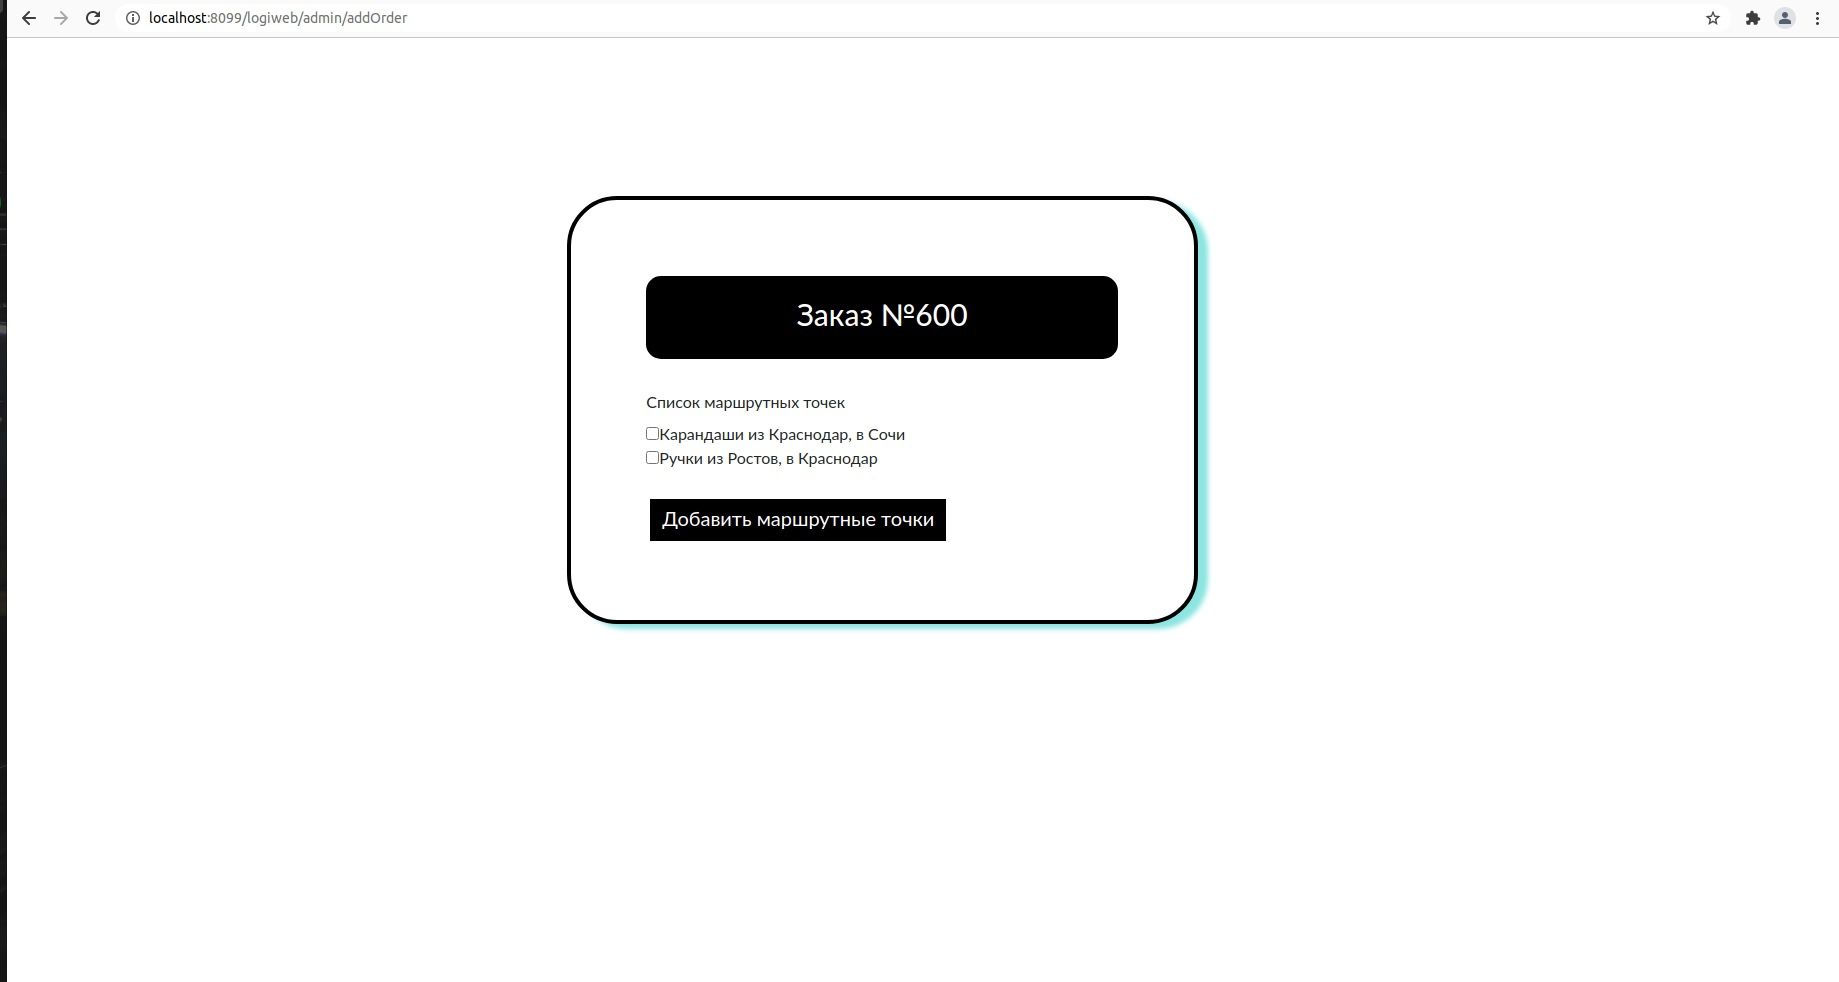 localhost:8099/logiweb/admin/addOrder
Заказ №600
Список маршрутных точек
Карандаши из Краснодар, в Сочи
Ручки из Ростов, в Краснодар
Добавить маршрутные точки